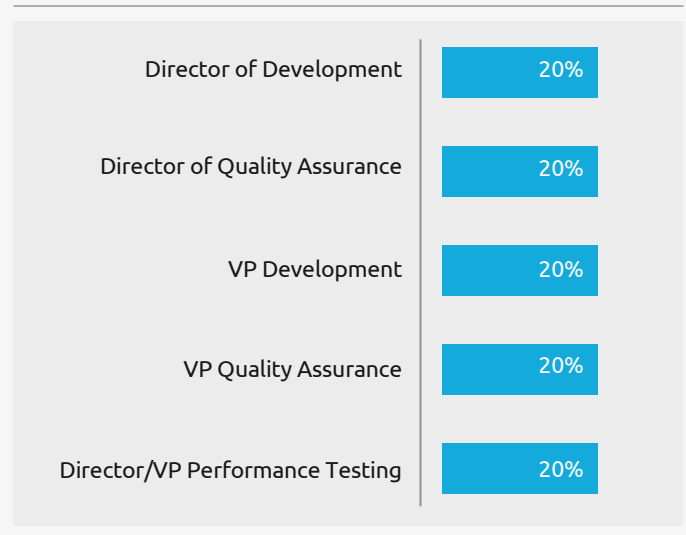 Director of Development 20%
Director of Quality Assurance 20%
VP Development 20%
VP Quality Assurance 20%
Director/VP Performance Testing 20%